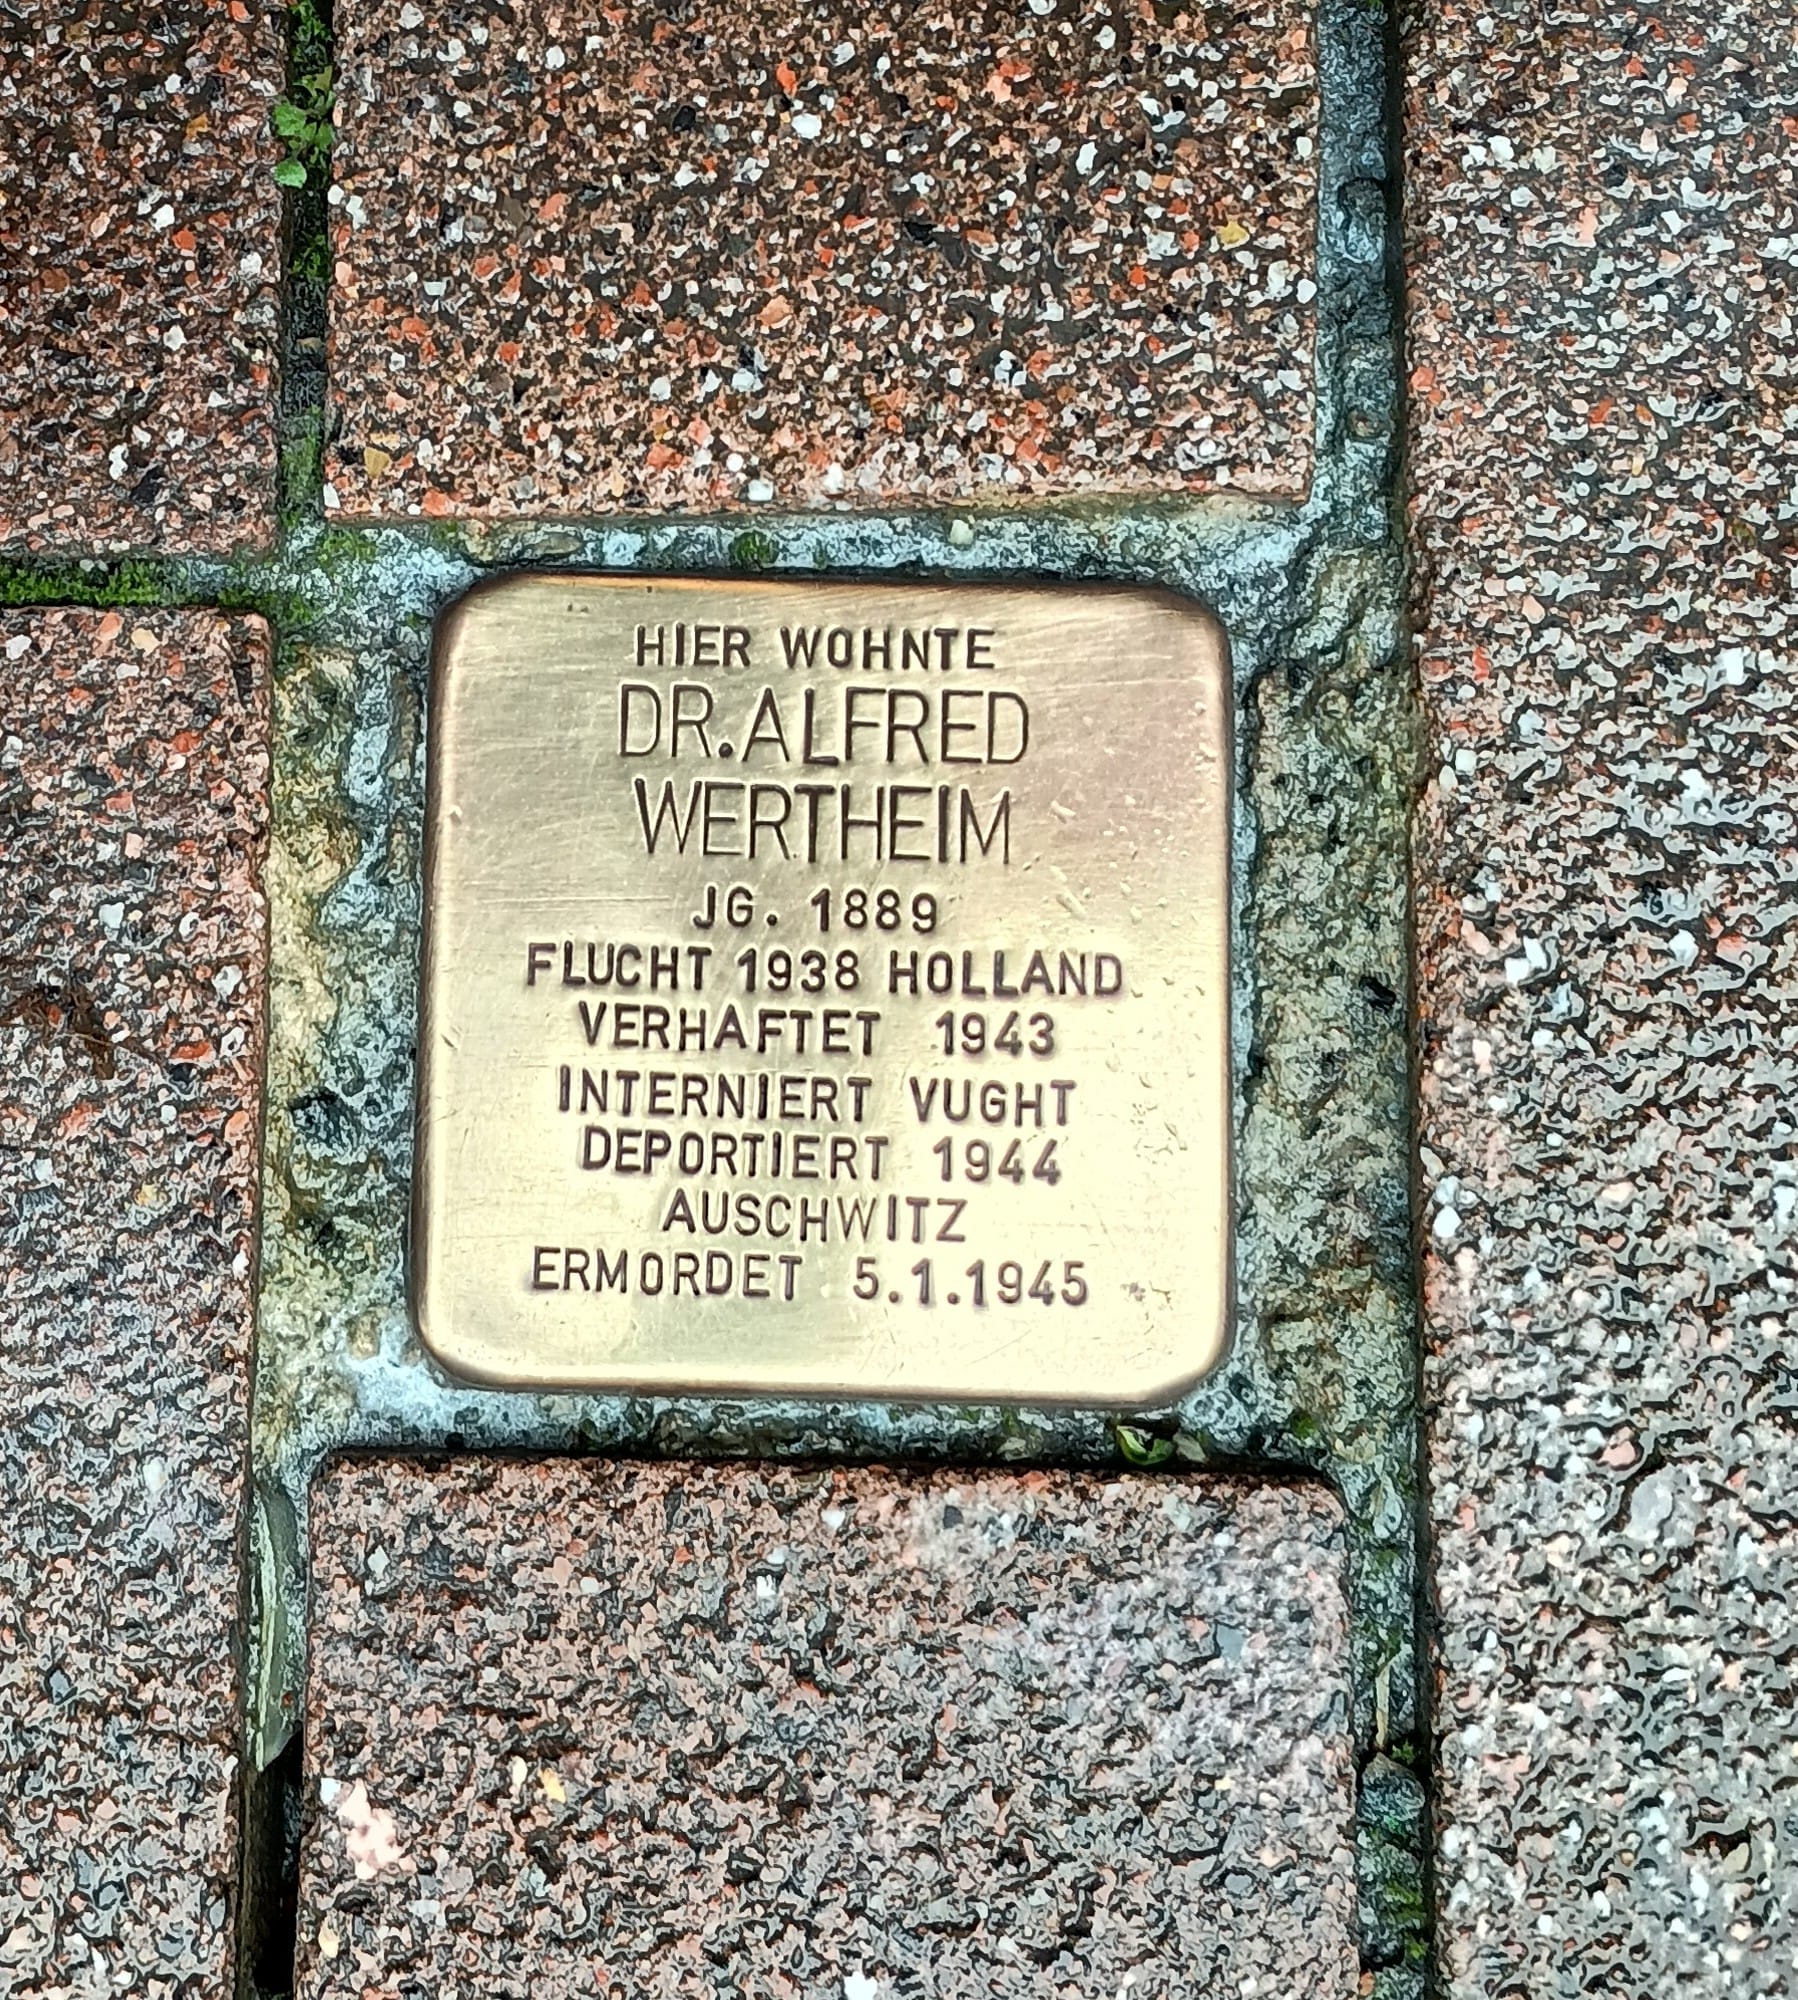 HIER WOHNTE
DR. ALFRED
WERTHEIM
JG. 1889
FLUCHT 1938 HOLLAND
VERHAFTET 1943
INTERNIERT VUGHT
DEPORTIERT 1944
AUSCHWITZ
ERMORDET 5.1.1945